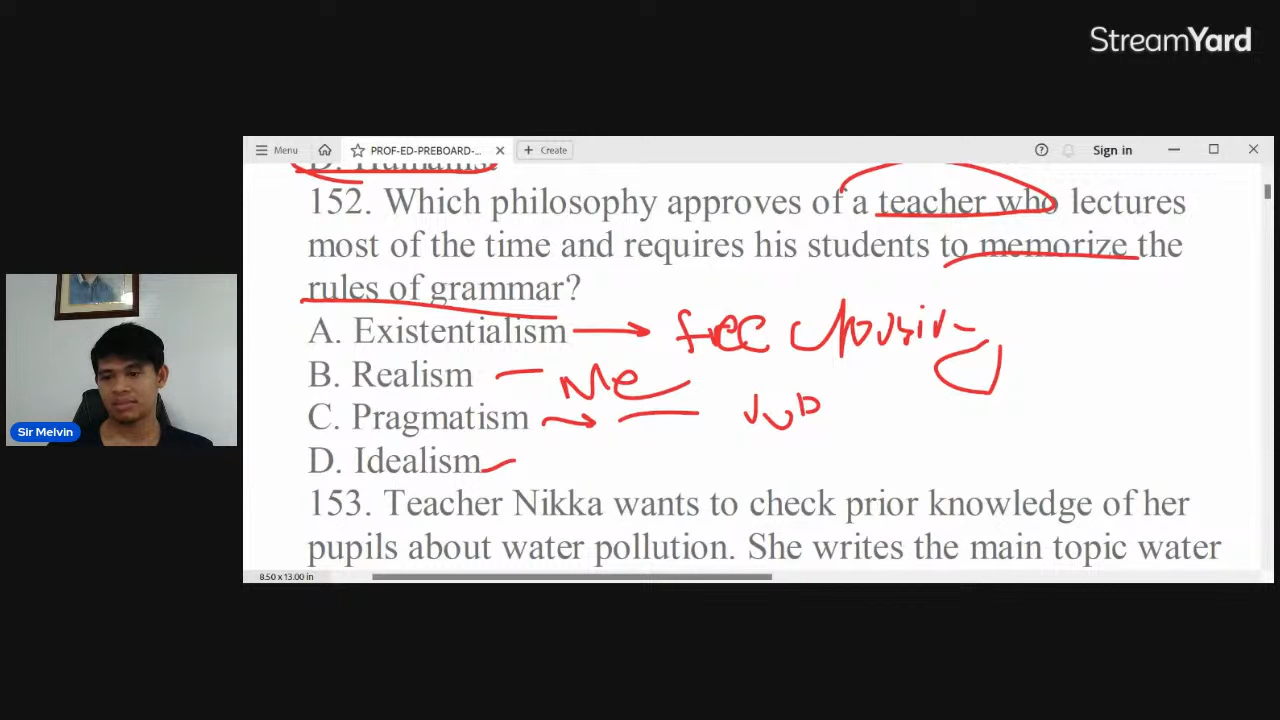 StreamYard
Menu
PROF-ED-PREBOARD-...
Create
Sign in
D. Humanist
152. Which philosophy approves of a teacher who lectures
most of the time and requires his students to memorize the
rules of grammar?
A. Existentialism
B. Realism
Me
C. Pragmatism
D. Idealism
153. Teacher Nikka wants to check prior knowledge of her
pupils about water pollution. She writes the main topic water
8.50 x 13.00 in
Sir Melvin